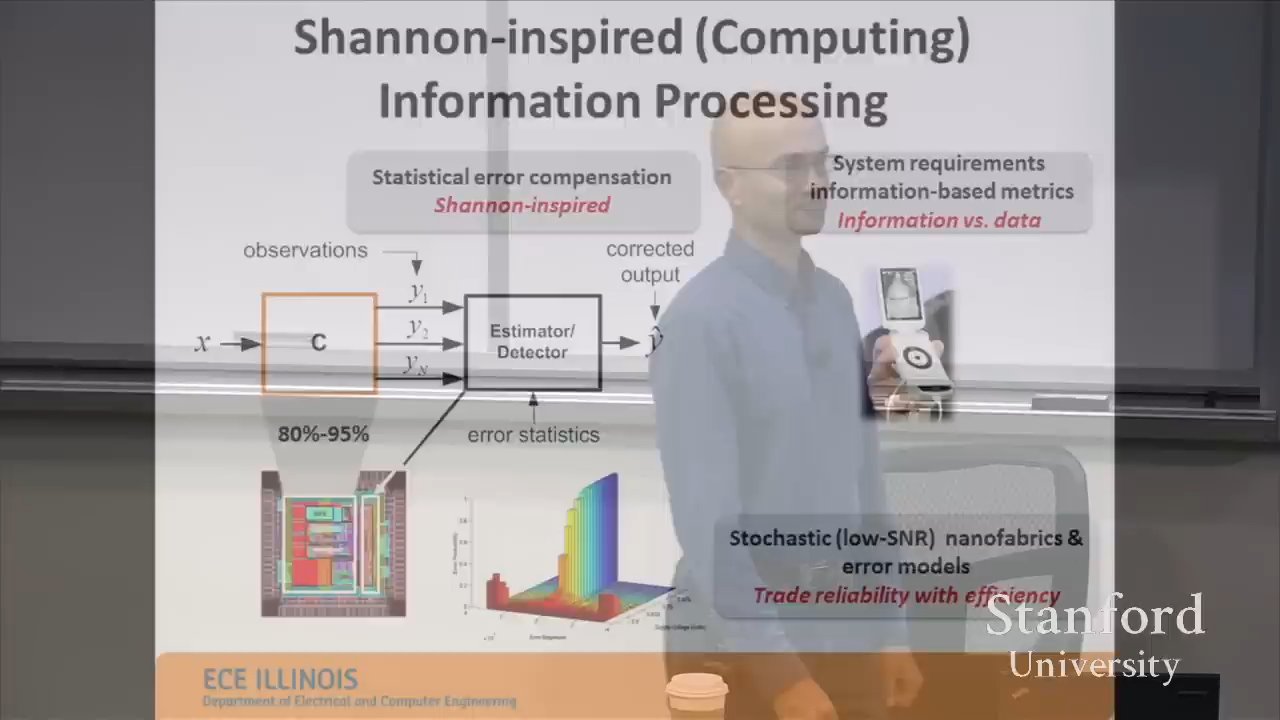 Shannon-inspired (Computing)
Information Processing
Statistical error compensation
Shannon-inspired
System requirements
information-based metrics
Information vs. data
observations
corrected
output
x
C
y1
y2
yN
Estimator/
Detector
ŷ
80%-95%
error statistics
Stochastic (low-SNR) nanofabrics &
error models
Trade reliability with efficiency
Stanford
University
ECE ILLINOIS
Department of Electrical and Computer Engineering